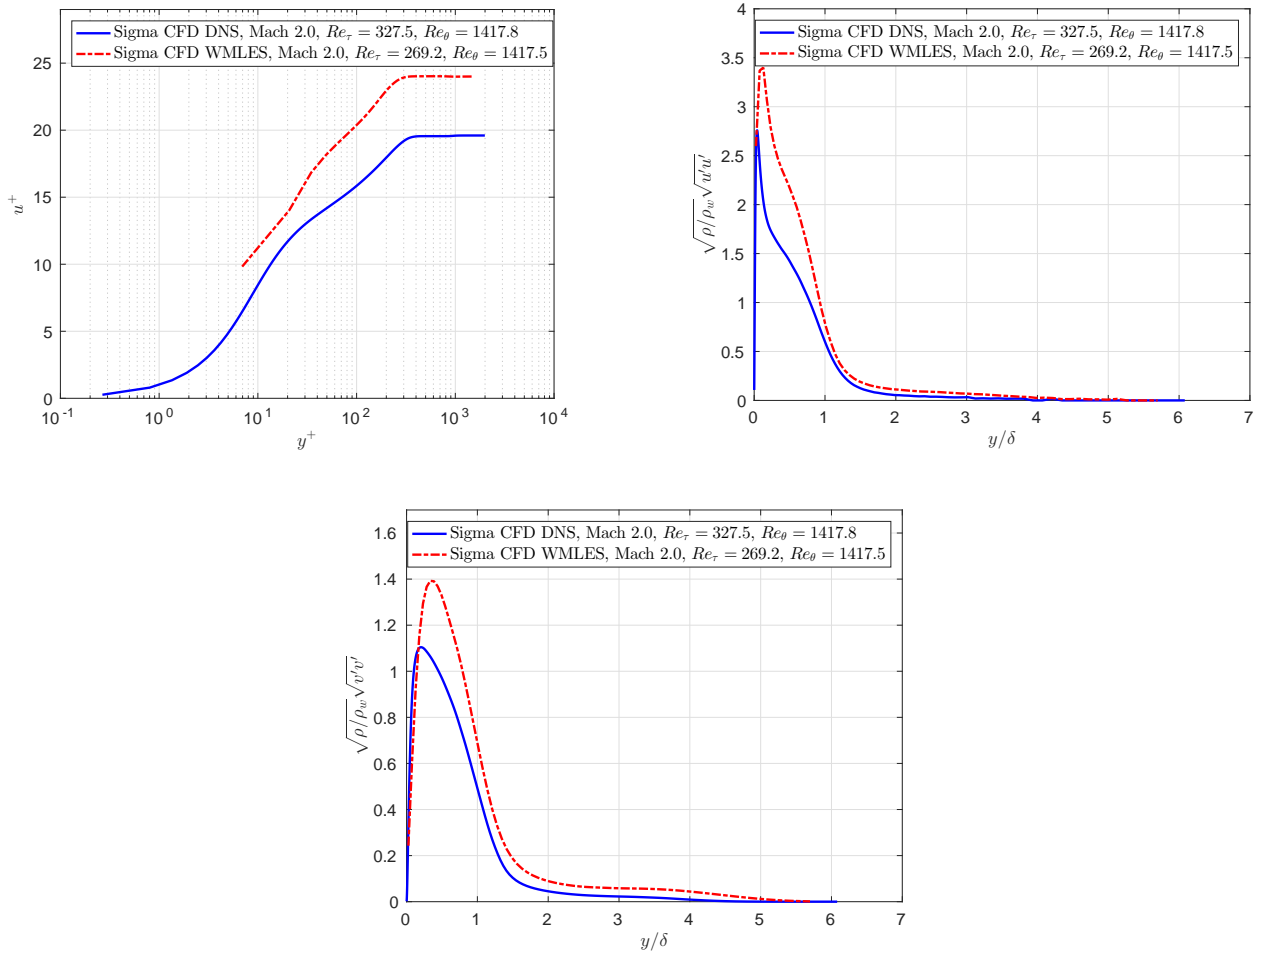 Sigma CFD DNS, Mach 2.0, Re_τ = 327.5, Re_θ = 1417.8
Sigma CFD WMLES, Mach 2.0, Re_τ = 269.2, Re_θ = 1417.5
25
20
15
10
5
0
u^+
10^-1 10^0 10^1 10^2 10^3 10^4
y^+
Sigma CFD DNS, Mach 2.0, Re_τ = 327.5, Re_θ = 1417.8
Sigma CFD WMLES, Mach 2.0, Re_τ = 269.2, Re_θ = 1417.5
4
3.5
3
2.5
2
1.5
1
0.5
0
√ρ/ρ_w √u′u′
0 1 2 3 4 5 6 7
y/δ
Sigma CFD DNS, Mach 2.0, Re_τ = 327.5, Re_θ = 1417.8
Sigma CFD WMLES, Mach 2.0, Re_τ = 269.2, Re_θ = 1417.5
1.6
1.4
1.2
1
0.8
0.6
0.4
0.2
0
√ρ/ρ_w √v′v′
0 1 2 3 4 5 6 7
y/δ